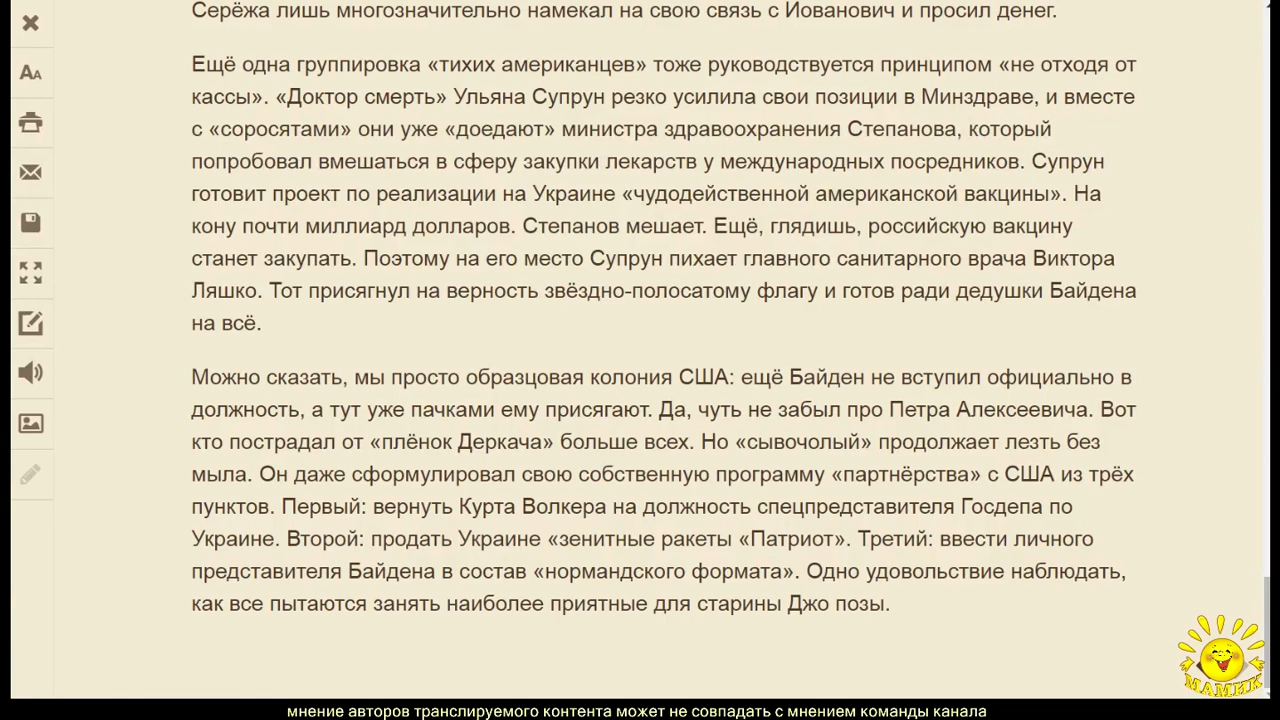 Серёжа лишь многозначительно намекал на свою связь с Йованович и просил денег.
Ещё одна группировка «тихих американцев» тоже руководствуется принципом «не отходя от
кассы». «Доктор смерть» Ульяна Супрун резко усилила свои позиции в Минздраве, и вместе
с «соросятами» они уже «доедают» министра здравоохранения Степанова, который
попробовал вмешаться в сферу закупки лекарств у международных посредников. Супрун
готовит проект по реализации на Украине «чудодейственной американской вакцины». На
кону почти миллиард долларов. Степанов мешает. Ещё, глядишь, российскую вакцину
станет закупать. Поэтому на его место Супрун пихает главного санитарного врача Виктора
Ляшко. Тот присягнул на верность звёздно-полосатому флагу и готов ради дедушки Байдена
на всё.
Можно сказать, мы просто образцовая колония США: ещё Байден не вступил официально в
должность, а тут уже пачками ему присягают. Да, чуть не забыл про Петра Алексеевича. Вот
кто пострадал от «плёнок Деркача» больше всех. Но «сывочолый» продолжает лезть без
мыла. Он даже сформулировал свою собственную программу «партнёрства» с США из трёх
пунктов. Первый: вернуть Курта Волкера на должность спецпредставителя Госдепа по
Украине. Второй: продать Украине «зенитные ракеты «Патриот». Третий: ввести личного
представителя Байдена в состав «нормандского формата». Одно удовольствие наблюдать,
как все пытаются занять наиболее приятные для старины Джо позы.
МАМИК
мнение авторов транслируемого контента может не совпадать с мнением команды канала